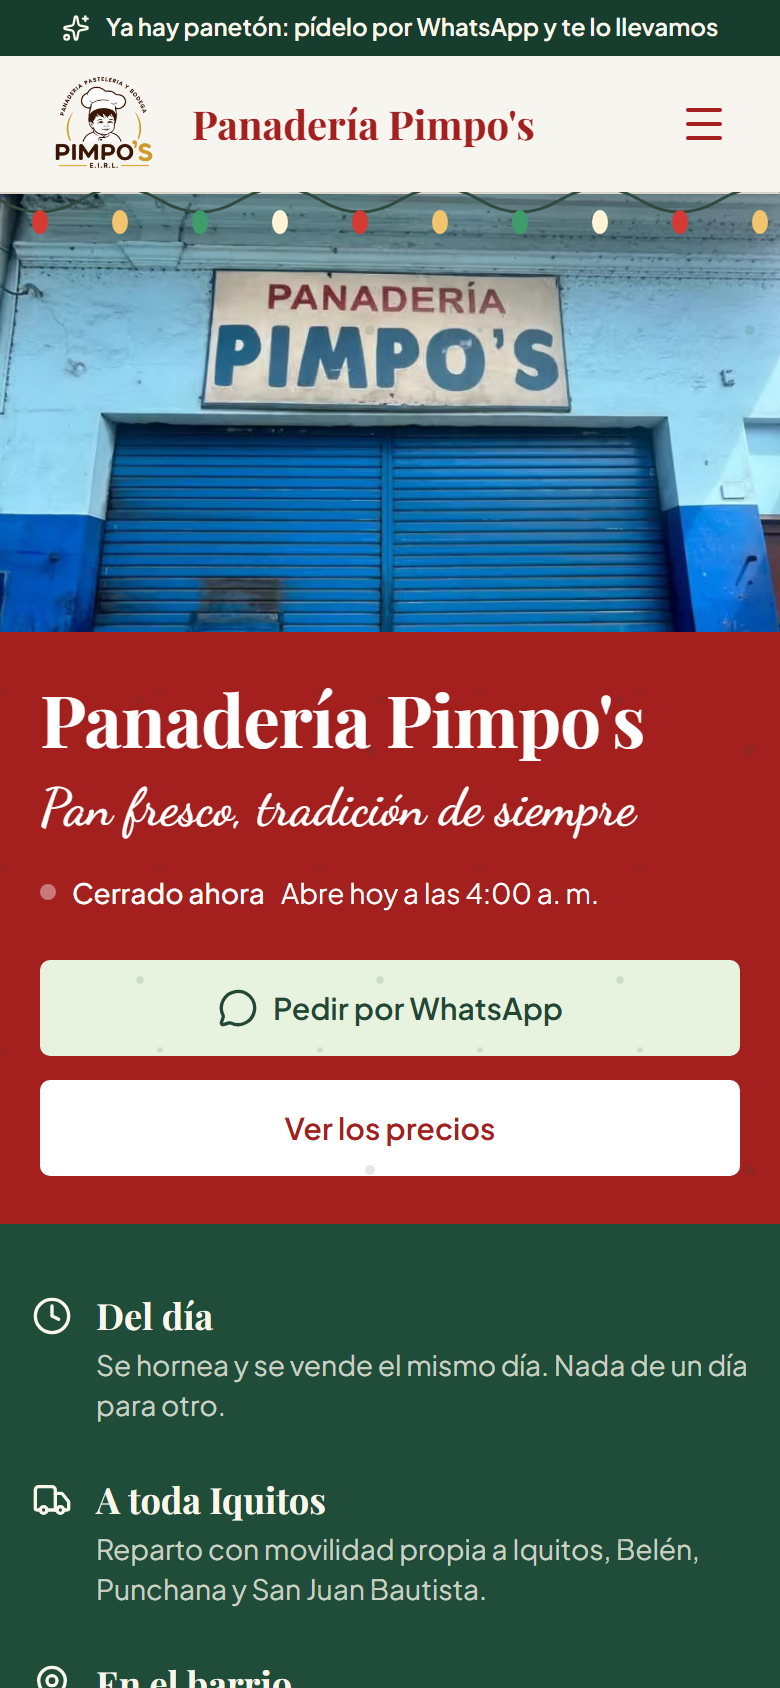 Ya hay panetón: pídelo por WhatsApp y te lo llevamos
PANADERÍA PASTELERÍA Y BODEGA
PIMPO'S
E.I.R.L.
Panadería Pimpo's
PANADERÍA
PIMPO'S
Panadería Pimpo's
Pan fresco, tradición de siempre
Cerrado ahora Abre hoy a las 4:00 a. m.
Pedir por WhatsApp
Ver los precios
Del día
Se hornea y se vende el mismo día. Nada de un día
para otro.
A toda Iquitos
Reparto con movilidad propia a Iquitos, Belén,
Punchana y San Juan Bautista.
En el barrio